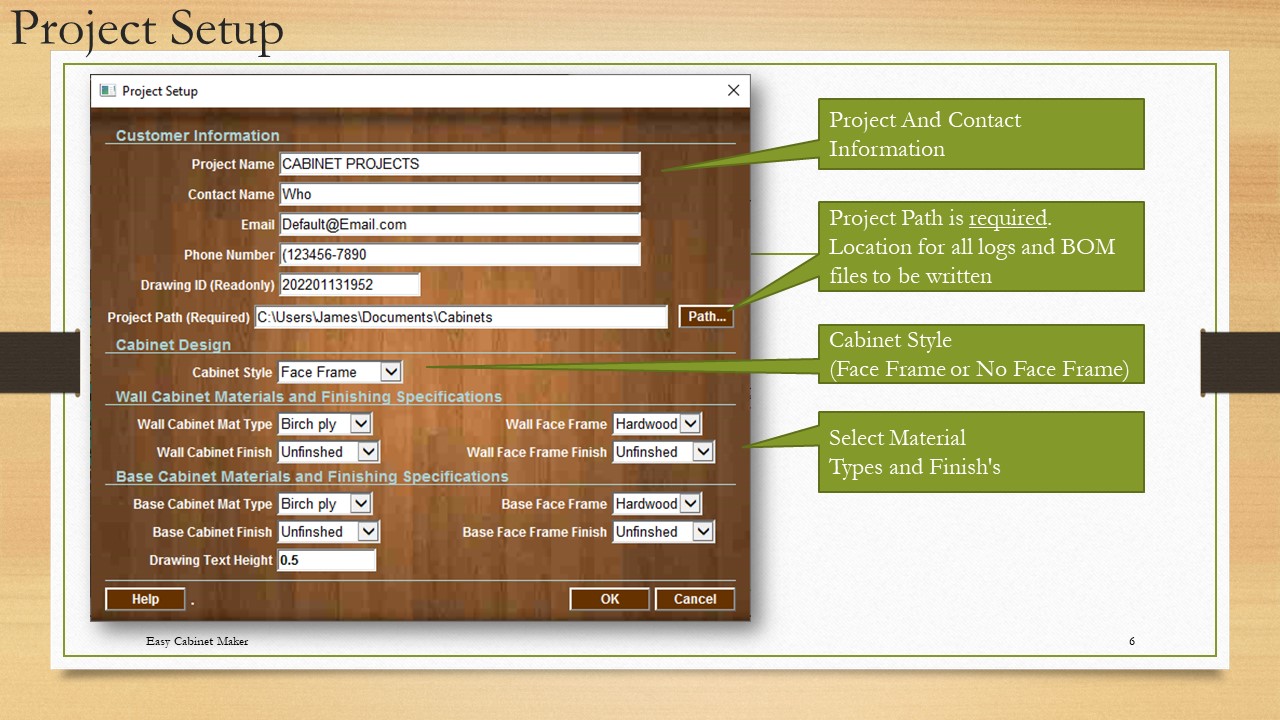 Project Setup
Project Setup
Customer Information
Project Name CABINET PROJECTS
Contact Name Who
Email Default@Email.com
Phone Number (123456-7890
Drawing ID (Readonly) 202201131952
Project Path (Required) C:\Users\James\Documents\Cabinets Path...
Cabinet Design
Cabinet Style Face Frame
Wall Cabinet Materials and Finishing Specifications
Wall Cabinet Mat Type Birch ply Wall Face Frame Hardwood
Wall Cabinet Finish Unfinshed Wall Face Frame Finish Unfinshed
Base Cabinet Materials and Finishing Specifications
Base Cabinet Mat Type Birch ply Base Face Frame Hardwood
Base Cabinet Finish Unfinshed Base Face Frame Finish Unfinshed
Drawing Text Height 0.5
Help . OK Cancel
Project And Contact
Information
Project Path is required.
Location for all logs and BOM
files to be written
Cabinet Style
(Face Frame or No Face Frame)
Select Material
Types and Finish's
Easy Cabinet Maker
6